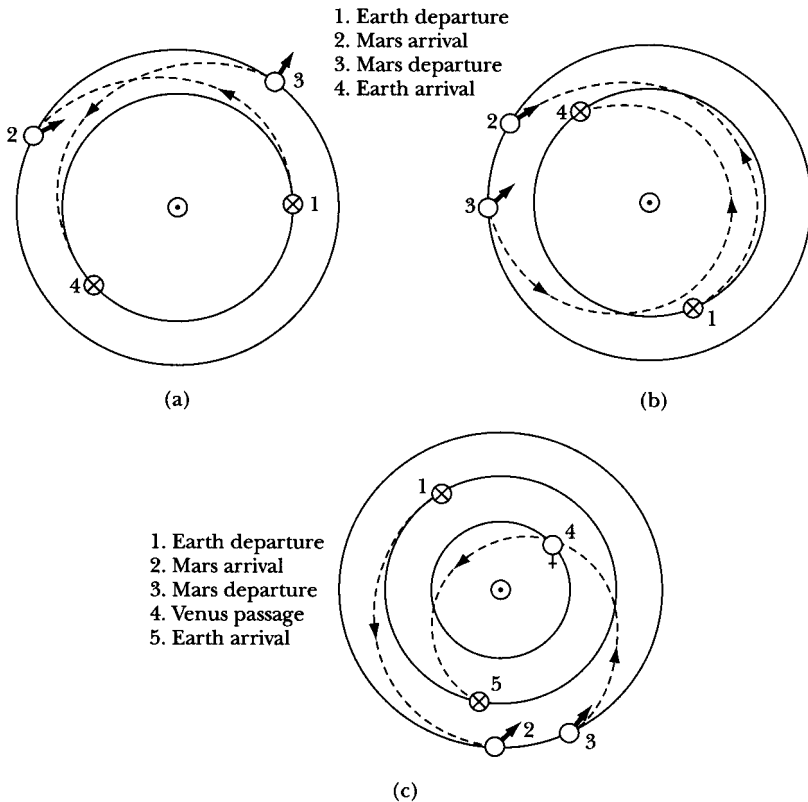 1. Earth departure
2. Mars arrival
3. Mars departure
4. Earth arrival
3
2
1
4
(a)
2
4
3
1
(b)
1. Earth departure
2. Mars arrival
3. Mars departure
4. Venus passage
5. Earth arrival
1
4
5
2
3
(c)